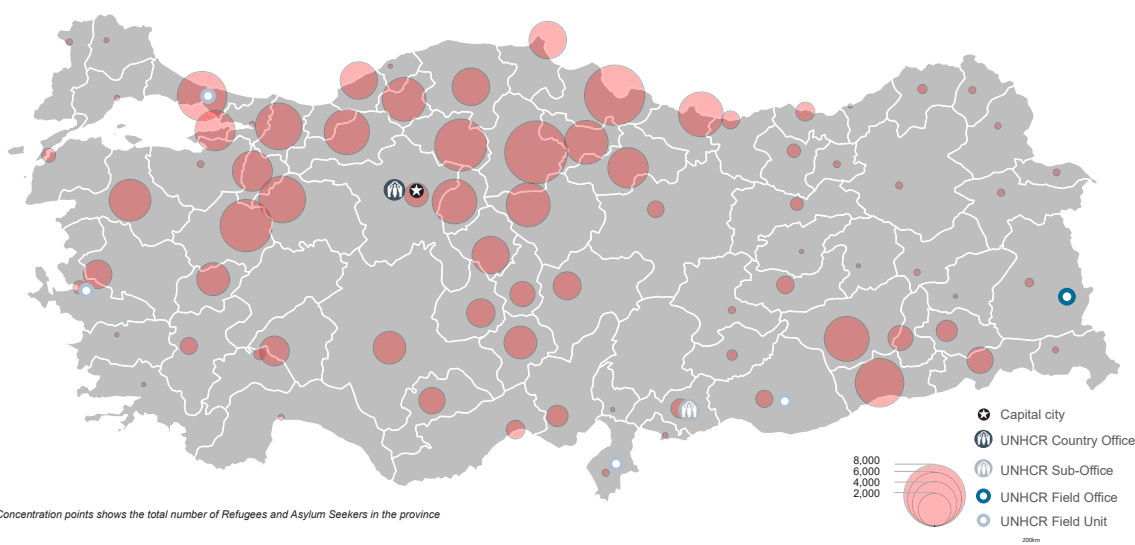 Capital city
UNHCR Country Office
8,000
6,000
4,000
2,000
UNHCR Sub-Office
UNHCR Field Office
UNHCR Field Unit
Concentration points shows the total number of Refugees and Asylum Seekers in the province
200km